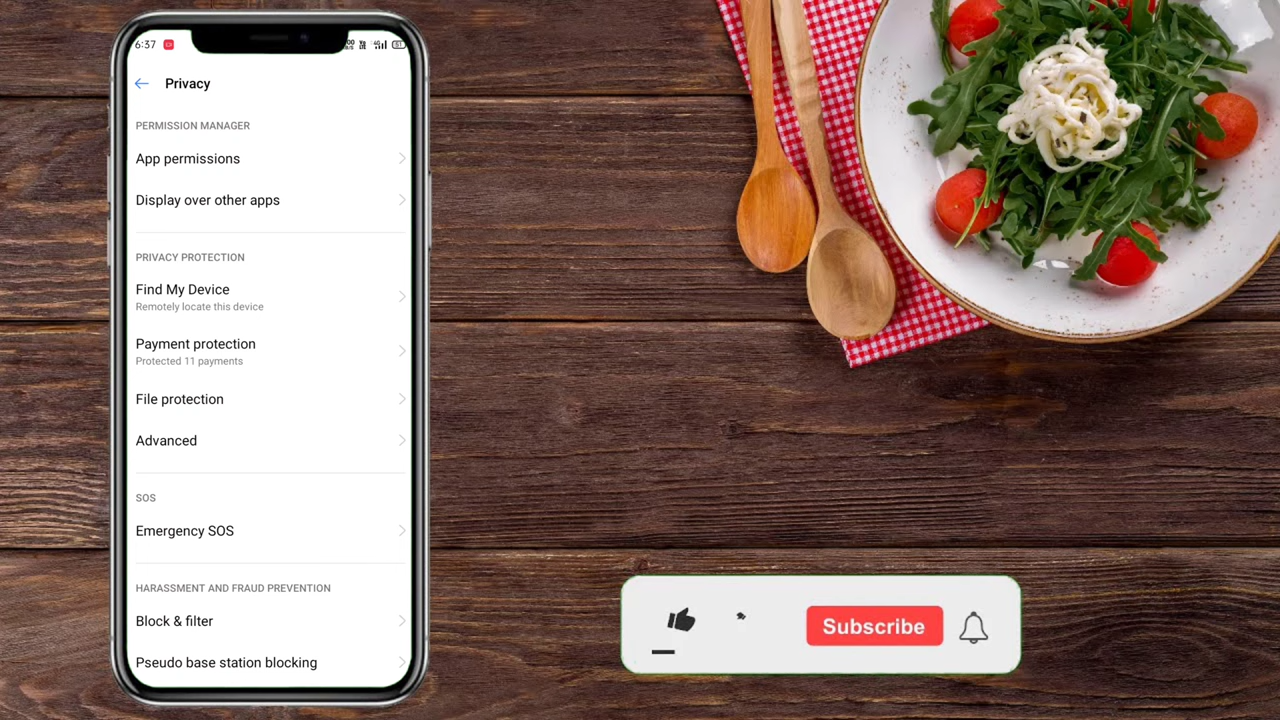 6:37
Privacy
PERMISSION MANAGER
App permissions
Display over other apps
PRIVACY PROTECTION
Find My Device
Remotely locate this device
Payment protection
Protected 11 payments
File protection
Advanced
SOS
Emergency SOS
HARASSMENT AND FRAUD PREVENTION
Block & filter
Pseudo base station blocking
Subscribe